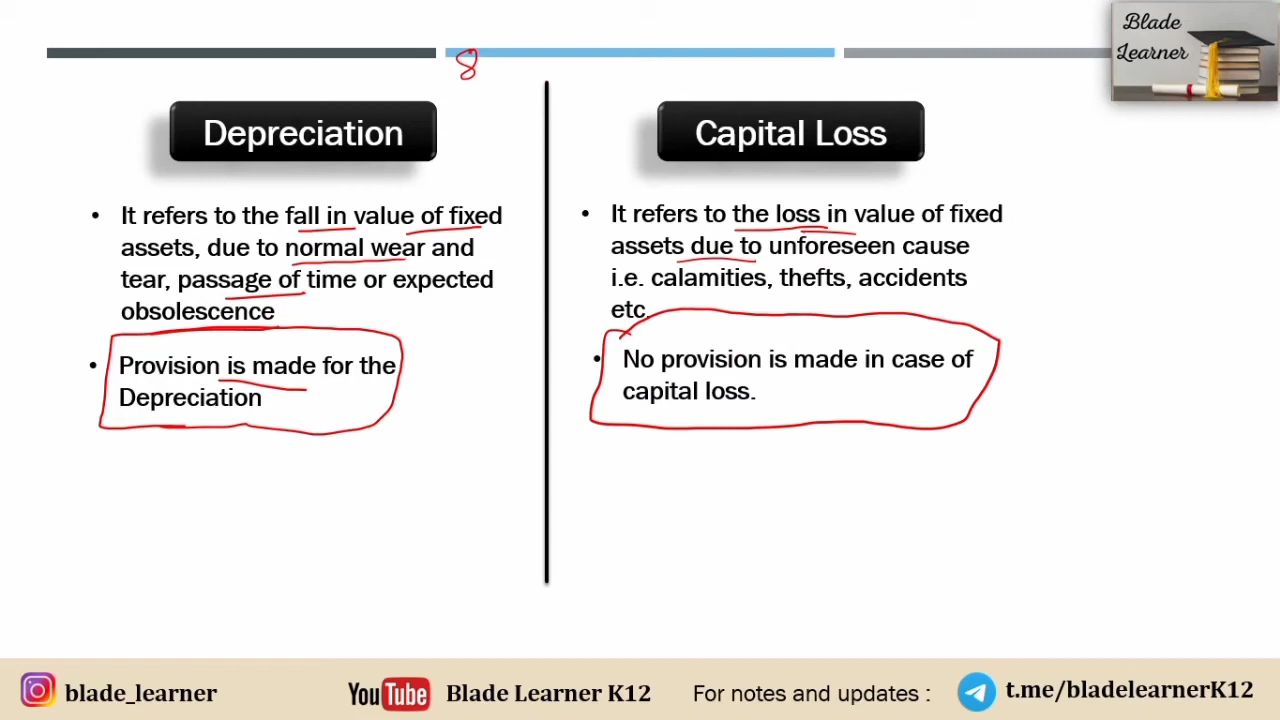 Blade
Learner
8
Depreciation
• It refers to the fall in value of fixed
assets, due to normal wear and
tear, passage of time or expected
obsolescence
• Provision is made for the
Depreciation
Capital Loss
• It refers to the loss in value of fixed
assets due to unforeseen cause
i.e. calamities, thefts, accidents
etc.
• No provision is made in case of
capital loss.
blade_learner
YouTube Blade Learner K12
For notes and updates :
t.me/bladelearnerK12